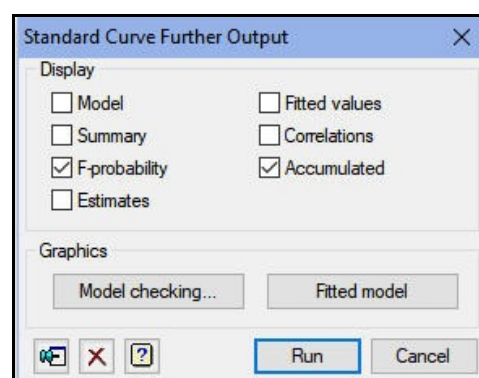 Standard Curve Further Output
Display
Model
Fitted values
Summary
Correlations
F-probability
Accumulated
Estimates
Graphics
Model checking...
Fitted model
?
Run
Cancel